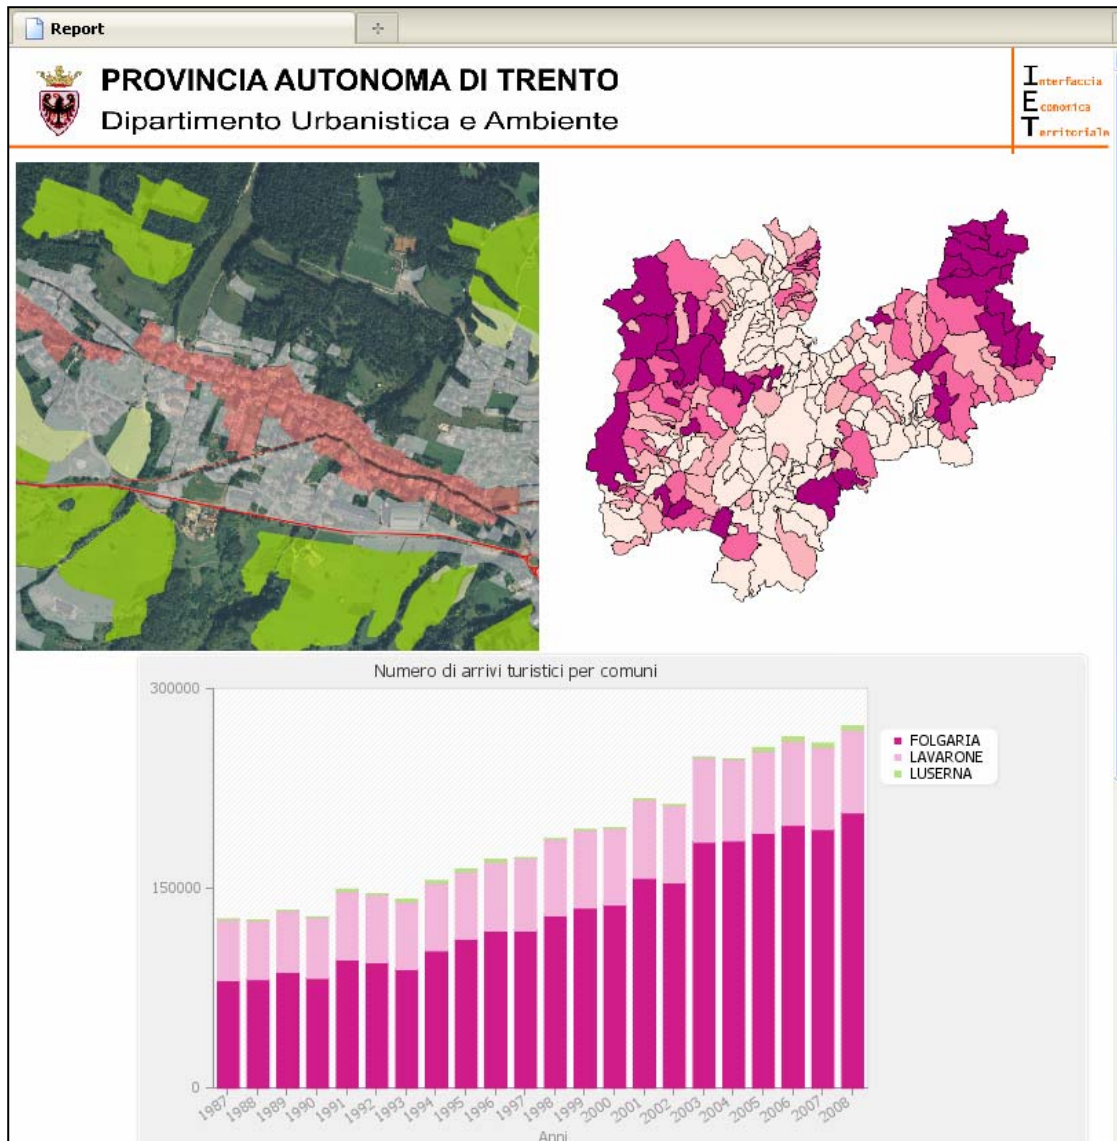 Report
PROVINCIA AUTONOMA DI TRENTO
Dipartimento Urbanistica e Ambiente
Interfaccia
Economica
Territoriale
Numero di arrivi turistici per comuni
300000
150000
0
FOLGARIA
LAVARONE
LUSERNA
1987 1988 1989 1990 1991 1992 1993 1994 1995 1996 1997 1998 1999 2000 2001 2002 2003 2004 2005 2006 2007 2008
Anni